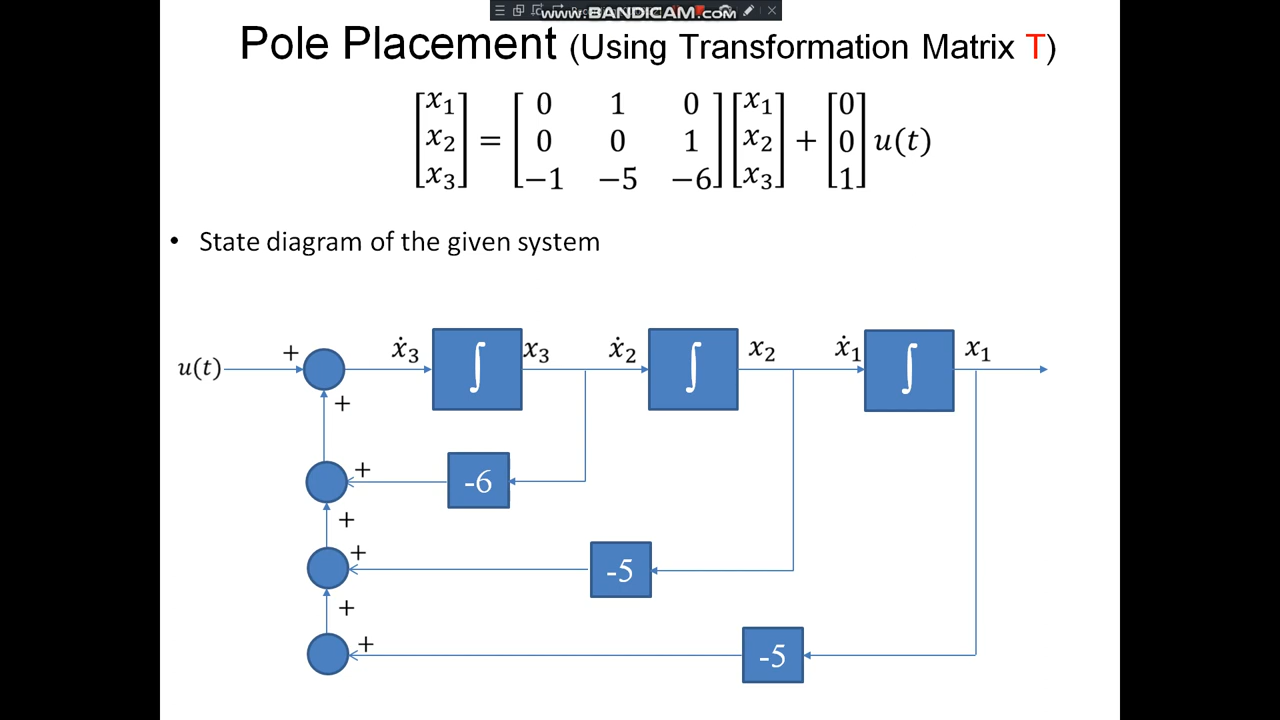 www.BANDICAM.com
Pole Placement (Using Transformation Matrix T)
[x₁ x₂ x₃] = [0 1 0; 0 0 1; −1 −5 −6] [x₁ x₂ x₃] + [0 0 1] u(t)
• State diagram of the given system
u(t) + ẋ₃ ∫ x₃ ẋ₂ ∫ x₂ ẋ₁ ∫ x₁
+
+ -6
+
+ -5
+
+ -5